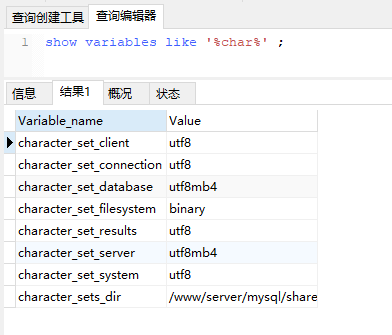 查询创建工具 查询编辑器
1 show variables like '%char%' ;
信息 结果1 概况 状态
Variable_name Value
character_set_client utf8
character_set_connection utf8
character_set_database utf8mb4
character_set_filesystem binary
character_set_results utf8
character_set_server utf8mb4
character_set_system utf8
character_sets_dir /www/server/mysql/share